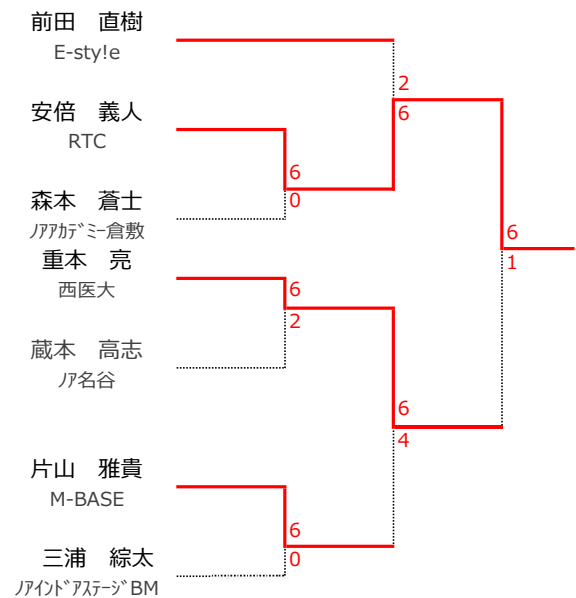 前田　直樹
E-sty!e
2
安倍　義人
6
RTC
6
森本　蒼士
0
ﾉｱｱｶﾃﾞﾐｰ倉敷
6
重本　亮
1
西医大
6
2
蔵本　高志
ﾉｱ名谷
6
4
片山　雅貴
M-BASE
6
三浦　綜太
0
ﾉｱｲﾝﾄﾞｱｽﾃｰｼﾞBM